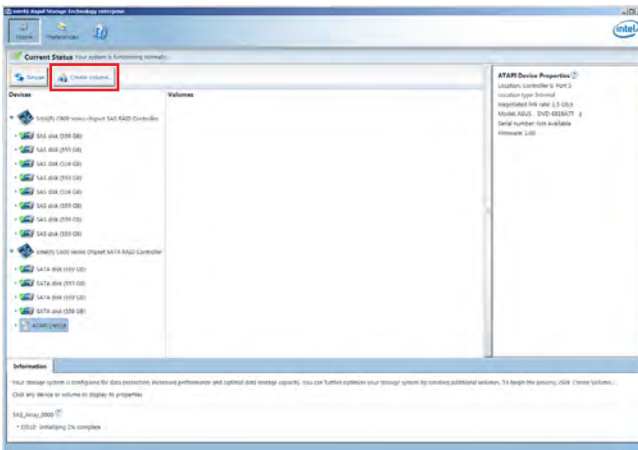 Intel(R) Rapid Storage Technology enterprise
Home
Preferences
intel
Current Status Your system is functioning normally.
Create Volume
Devices
Volumes
Intel(R) C600 series chipset SAS RAID Controller
SAS disk (559 GB)
SAS disk (559 GB)
SAS disk (559 GB)
SAS disk (559 GB)
SAS disk (559 GB)
SAS disk (559 GB)
SAS disk (559 GB)
SAS disk (559 GB)
Intel(R) C600 series chipset SATA RAID Controller
SATA disk (559 GB)
SATA disk (559 GB)
SATA disk (559 GB)
SATA disk (559 GB)
ATAPI Device
ATAPI Device Properties
Location: Controller 0, Port
Location type: Internal
Negotiated link rate: 1.5 Gb/s
Model: ASUS DVD-
Serial number: Not Available
Firmware: 1.00
Information
Your storage system is configured for data protection, increased performance and optimal data storage capacity. You can further optimize your storage system by creating additional volumes. To begin the process, click 'Create Volume'.
Click any device or volume to display its properties.
SAS_Array_0000
Initializing 2% complete